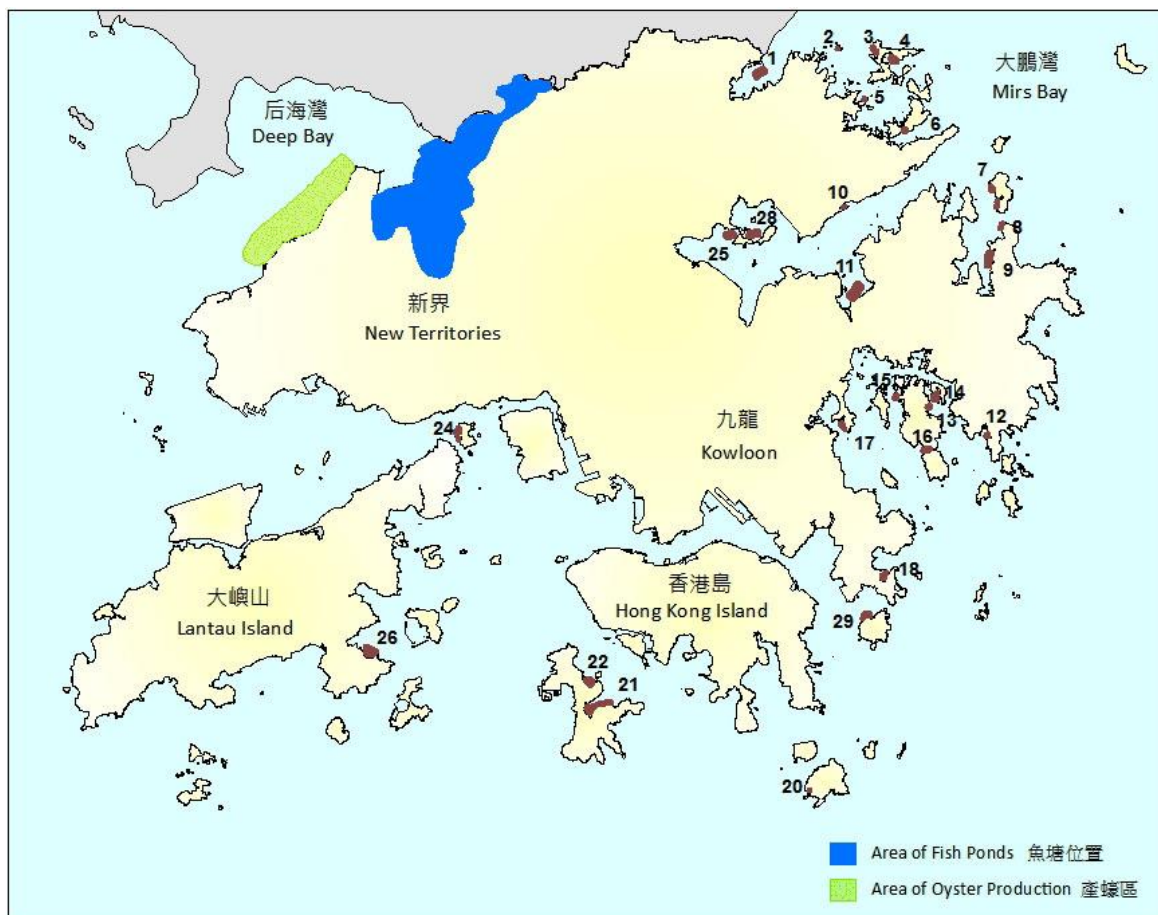 2
3
4
1
大鵬灣
Mirs Bay
后海灣
Deep Bay
5
6
7
10
8
28
25
9
11
新界
New Territories
15
14
13
12
九龍
Kowloon
16
17
24
18
香港島
Hong Kong Island
大嶼山
Lantau Island
29
26
22
21
20
Area of Fish Ponds 魚塘位置
Area of Oyster Production 產蠔區